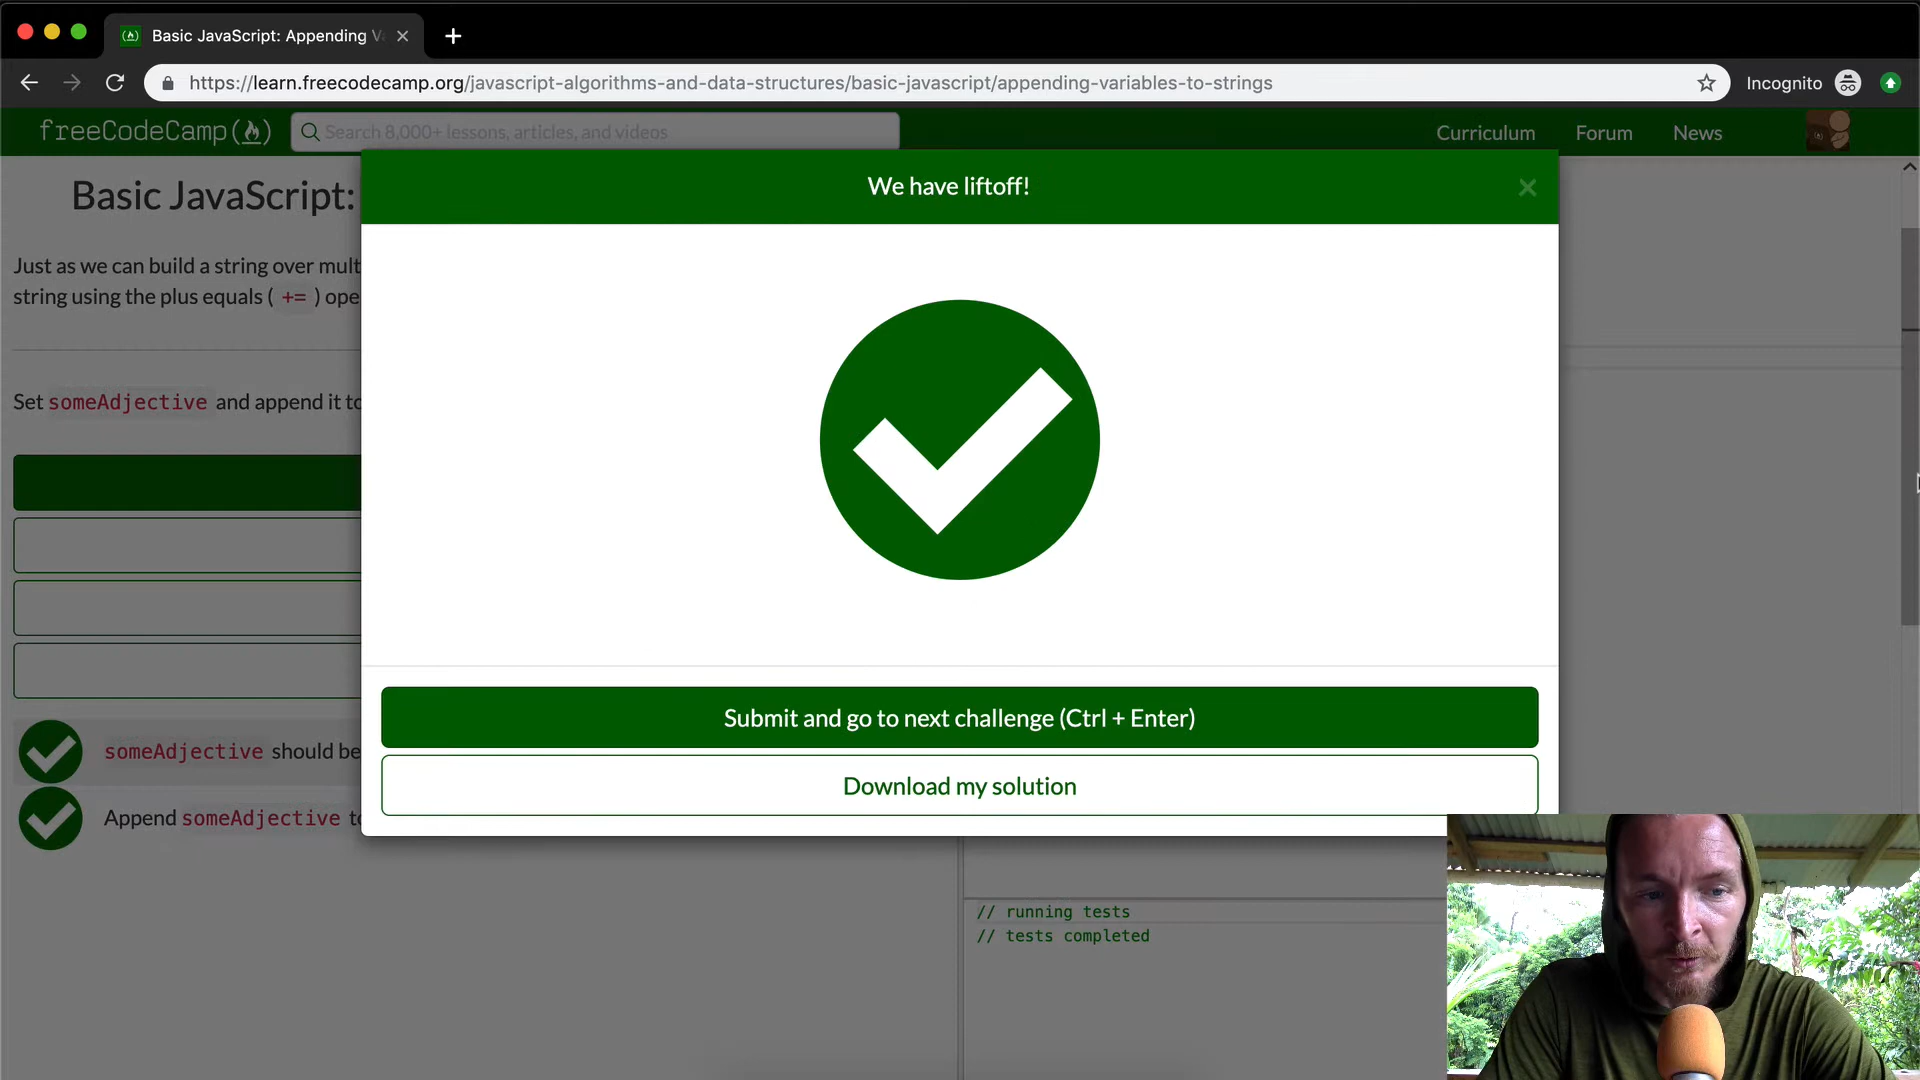 Basic JavaScript: Appending Va
https://learn.freecodecamp.org/javascript-algorithms-and-data-structures/basic-javascript/appending-variables-to-strings
Incognito
freeCodeCamp
Search 8,000+ lessons, articles, and videos
Curriculum
Forum
News
Basic JavaScript:
We have liftoff!
Just as we can build a string over mult
string using the plus equals ( += ) ope
Set someAdjective and append it to
Submit and go to next challenge (Ctrl + Enter)
Download my solution
someAdjective should be
Append someAdjective to
// running tests
// tests completed